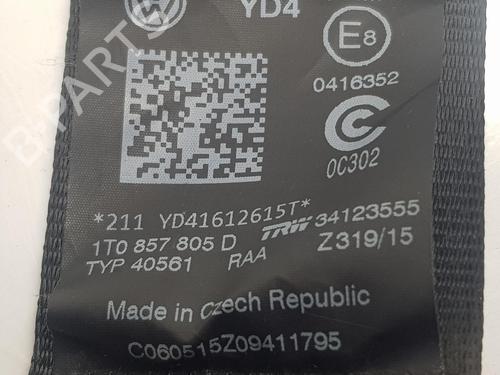 YD4
E8
0416352
0C302
*211 YD41612615T*
1T0 857 805 D TRW 34123555
TYP 40561 RAA Z319/15
Made in Czech Republic
C060515Z09411795
B-PARTS